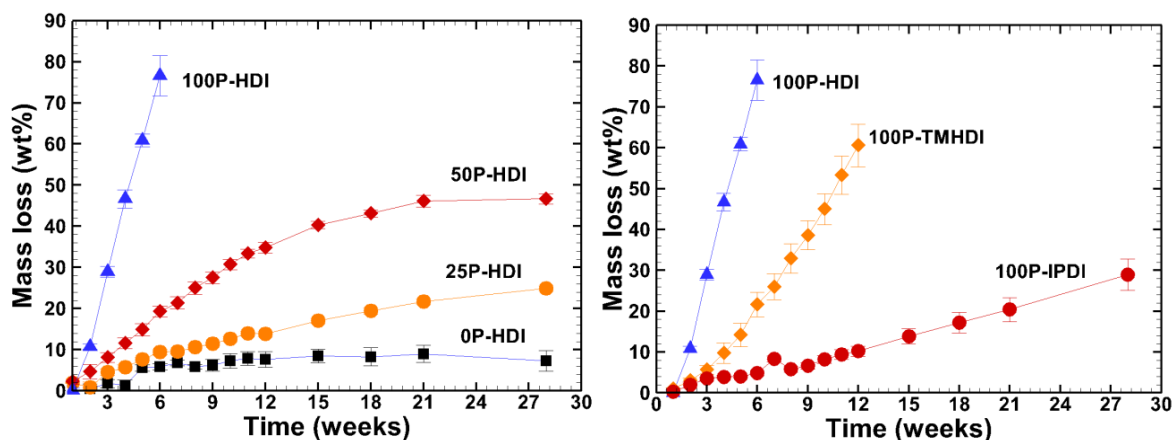 90
80
70
60
50
40
30
20
10
0
Mass loss (wt%)
100P-HDI
50P-HDI
25P-HDI
0P-HDI
3 6 9 12 15 18 21 24 27 30
Time (weeks)
90
80
70
60
50
40
30
20
10
0
Mass loss (wt%)
100P-HDI
100P-TMHDI
100P-IPDI
0 3 6 9 12 15 18 21 24 27 30
Time (weeks)